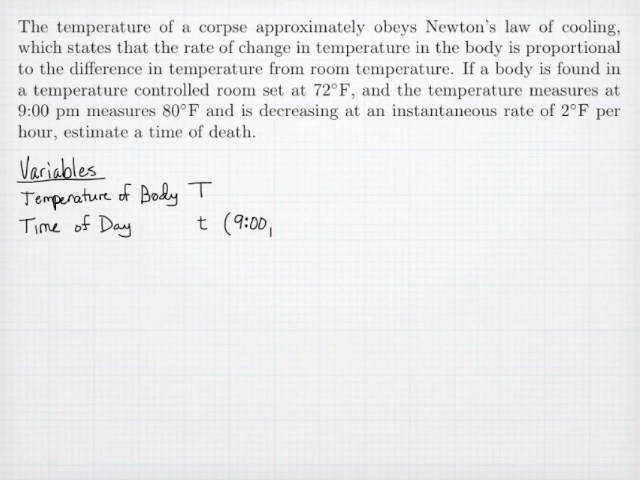 The temperature of a corpse approximately obeys Newton's law of cooling,
which states that the rate of change in temperature in the body is proportional
to the difference in temperature from room temperature. If a body is found in
a temperature controlled room set at 72°F, and the temperature measures at
9:00 pm measures 80°F and is decreasing at an instantaneous rate of 2°F per
hour, estimate a time of death.
Variables
Temperature of Body T
Time of Day t (9:00,